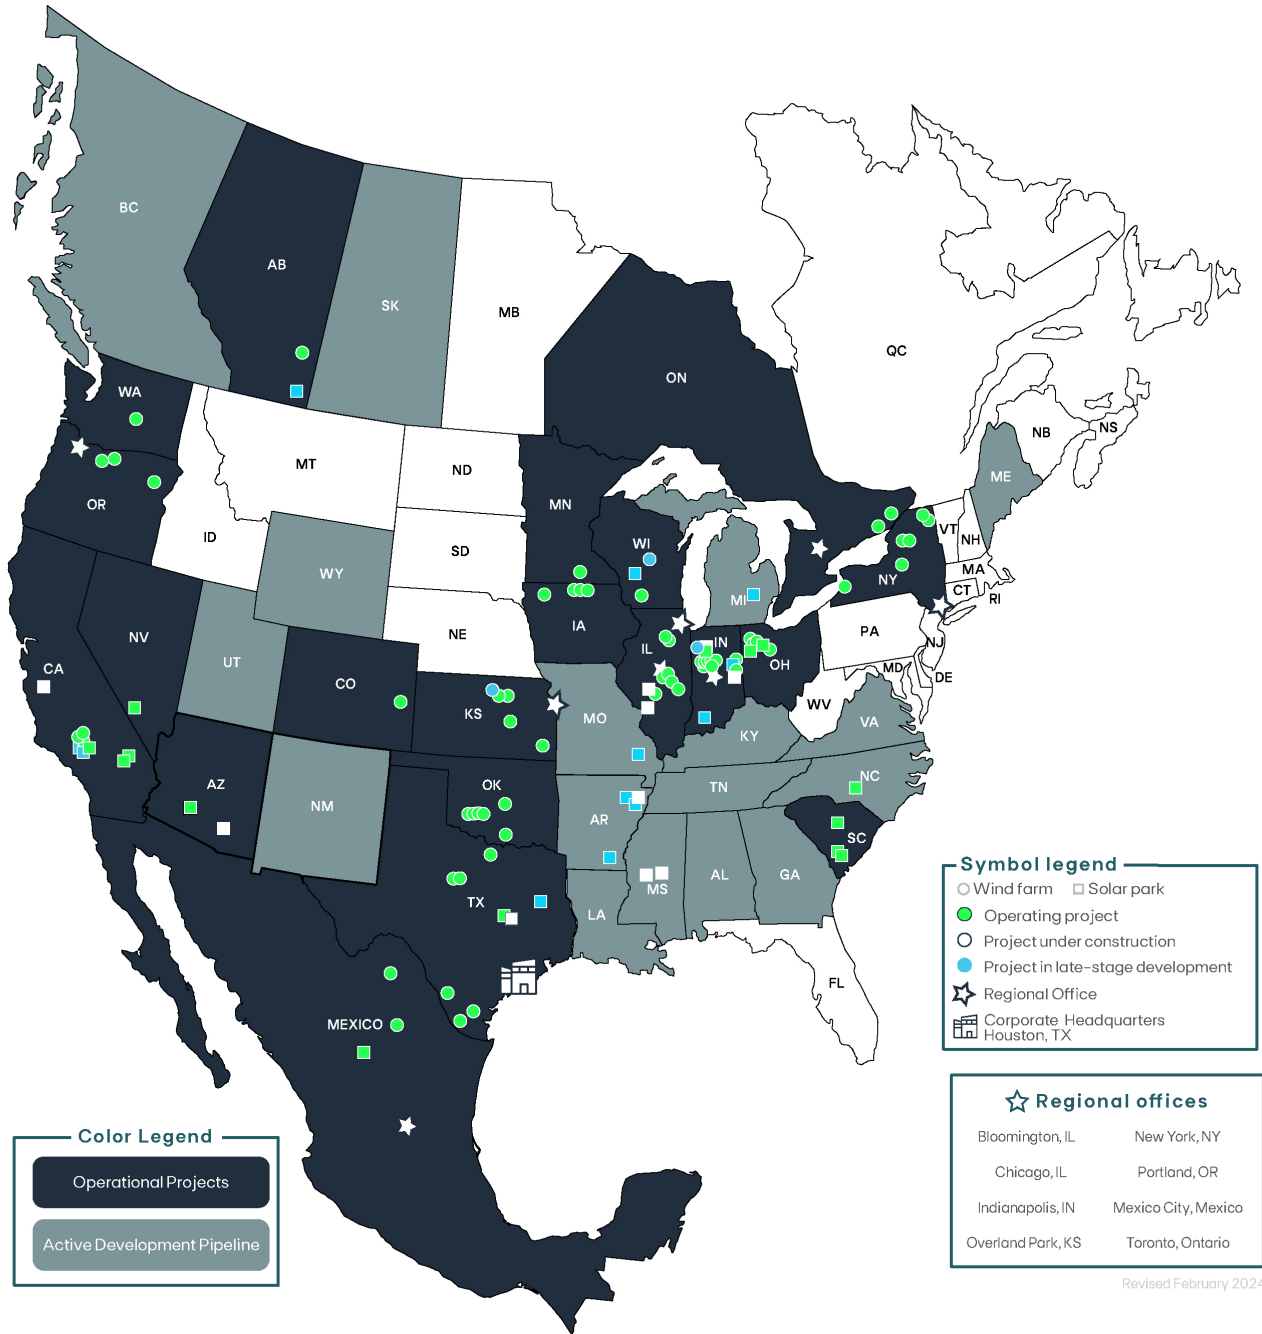 BC
AB
SK
MB
ON
QC
WA
MT
ND
MN
NB
NS
ME
OR
ID
SD
WI
VT
NH
WY
MI
NY
MA
CT
RI
NE
IA
IL
IN
OH
PA
NJ
MD
DE
NV
UT
CA
CO
KS
MO
WV
KY
VA
AZ
NM
OK
AR
TN
NC
SC
TX
LA
MS
AL
GA
FL
MEXICO
Symbol legend
Wind farm Solar park
Operating project
Project under construction
Project in late-stage development
Regional Office
Corporate Headquarters
Houston, TX
Regional offices
Bloomington, IL New York, NY
Chicago, IL Portland, OR
Indianapolis, IN Mexico City, Mexico
Overland Park, KS Toronto, Ontario
Revised February 2024
Color Legend
Operational Projects
Active Development Pipeline